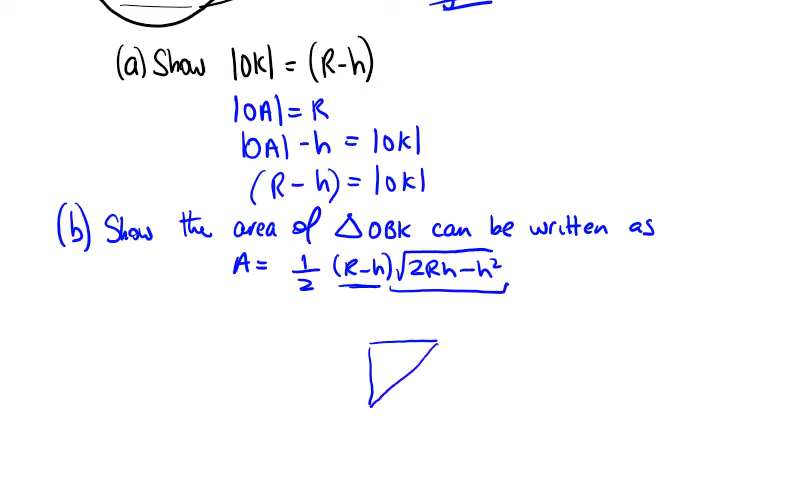 (a) Show |OK| = (R-h)
|OA| = R
|OA| - h = |OK|
(R - h) = |OK|
(b) Show the area of △OBK can be written as
A = 1/2 (R-h)√2Rh-h²